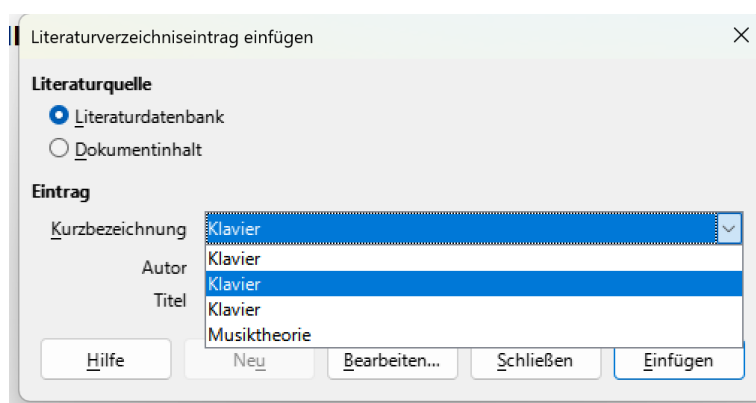 Literaturverzeichniseintrag einfügen
Literaturquelle
Literaturdatenbank
Dokumentinhalt
Eintrag
Kurzbezeichnung Klavier
Autor Klavier
Klavier
Titel Klavier
Musiktheorie
Hilfe Neu Bearbeiten... Schließen Einfügen